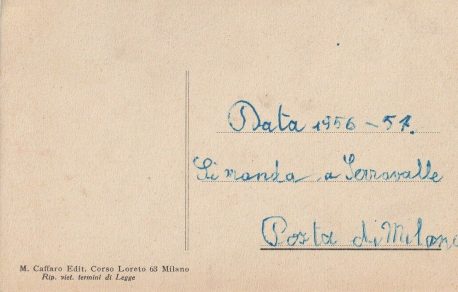 Data 1956-57.
Si manda a Serravalle
Posta di Milano
M. Caffaro Edit. Corso Loreto 63 Milano
Rip. viet. termini di Legge